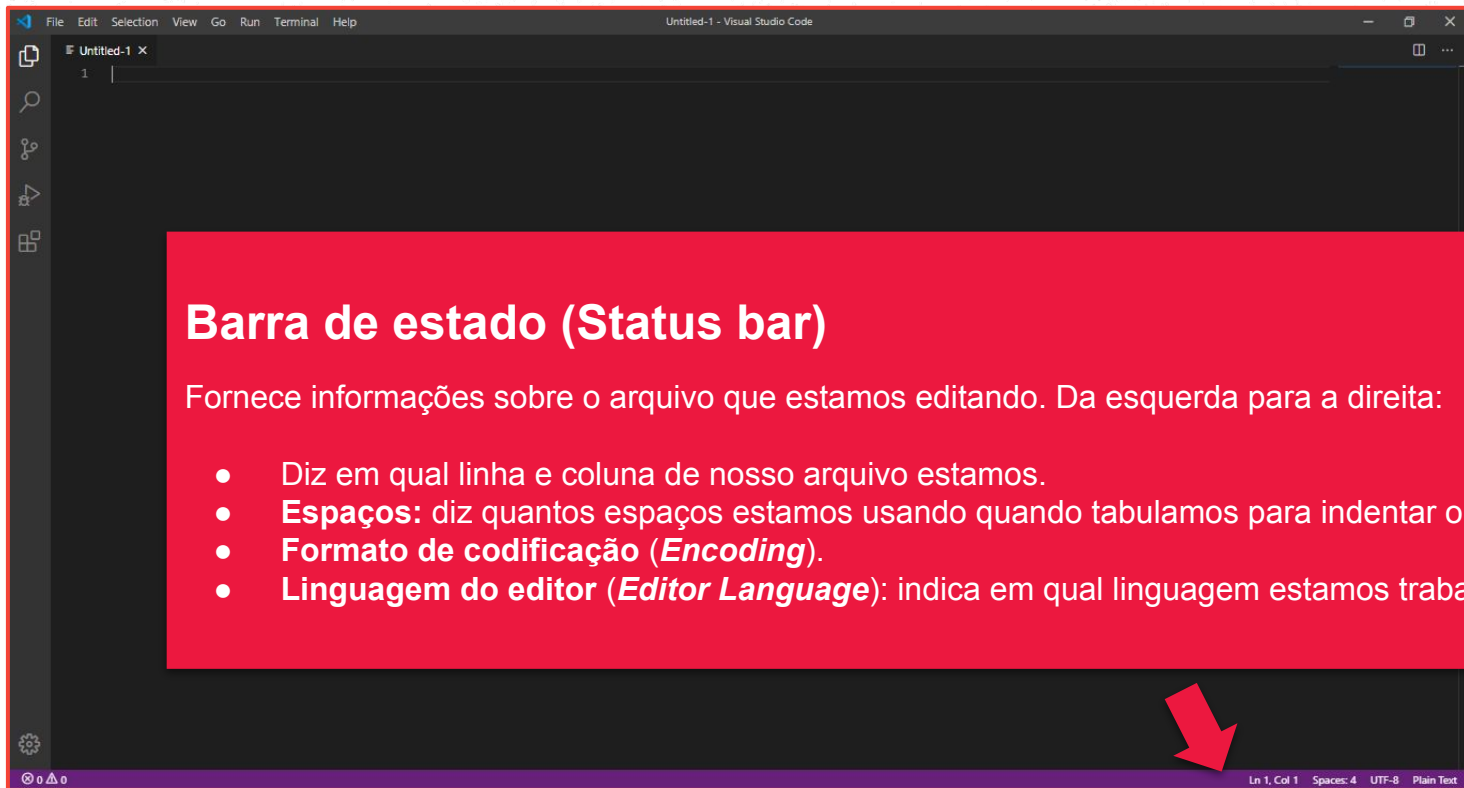 File Edit Selection View Go Run Terminal Help Untitled-1 - Visual Studio Code
Untitled-1
1
Barra de estado (Status bar)
Fornece informações sobre o arquivo que estamos editando. Da esquerda para a direita:
● Diz em qual linha e coluna de nosso arquivo estamos.
● Espaços: diz quantos espaços estamos usando quando tabulamos para indentar o
● Formato de codificação (Encoding).
● Linguagem do editor (Editor Language): indica em qual linguagem estamos
0 0 Ln 1, Col 1 Spaces: 4 UTF-8 Plain Text